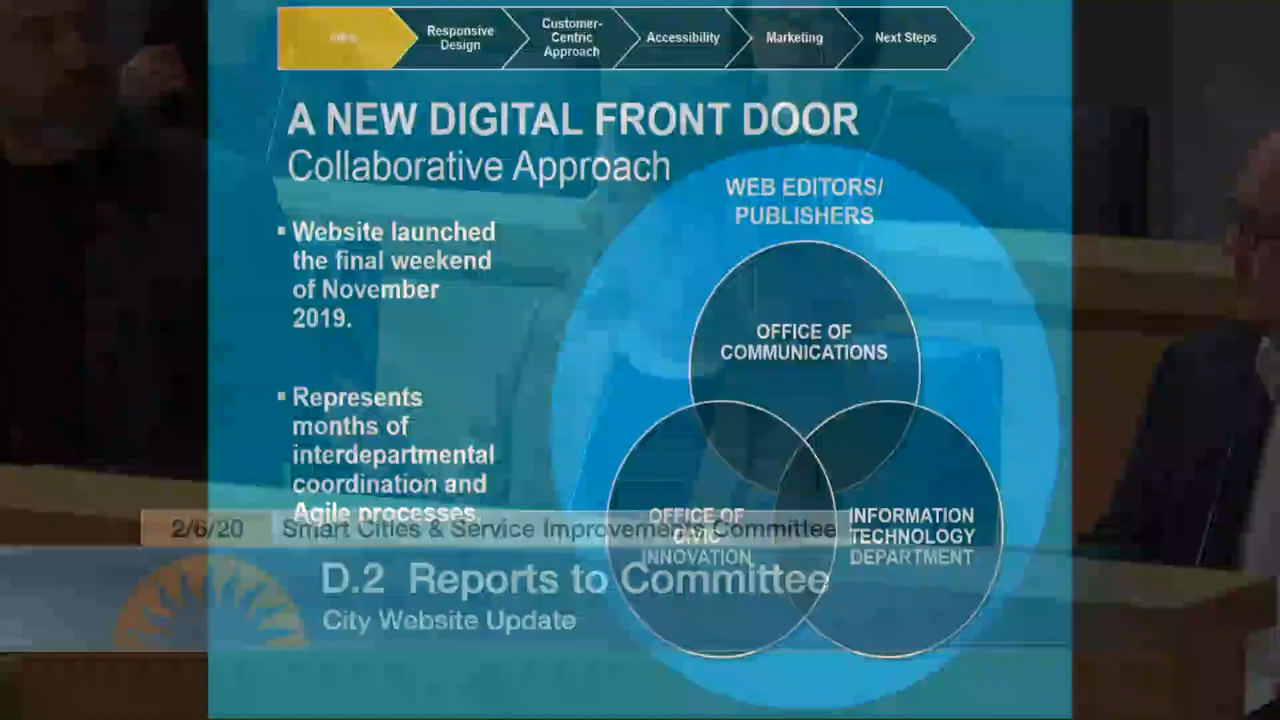 Intro
Responsive
Design
Customer-
Centric
Approach
Accessibility
Marketing
Next Steps
A NEW DIGITAL FRONT DOOR
Collaborative Approach
▪ Website launched
the final weekend
of November
2019.
▪ Represents
months of
interdepartmental
coordination and
Agile processes.
WEB EDITORS/
PUBLISHERS
OFFICE OF
COMMUNICATIONS
OFFICE OF
CIVIC
INNOVATION
INFORMATION
TECHNOLOGY
DEPARTMENT
2/6/20 Smart Cities & Service Improvements Committee
D.2 Reports to Committee
City Website Update